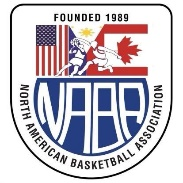 FOUNDED 1989
NABA
NORTH AMERICAN BASKETBALL ASSOCIATION